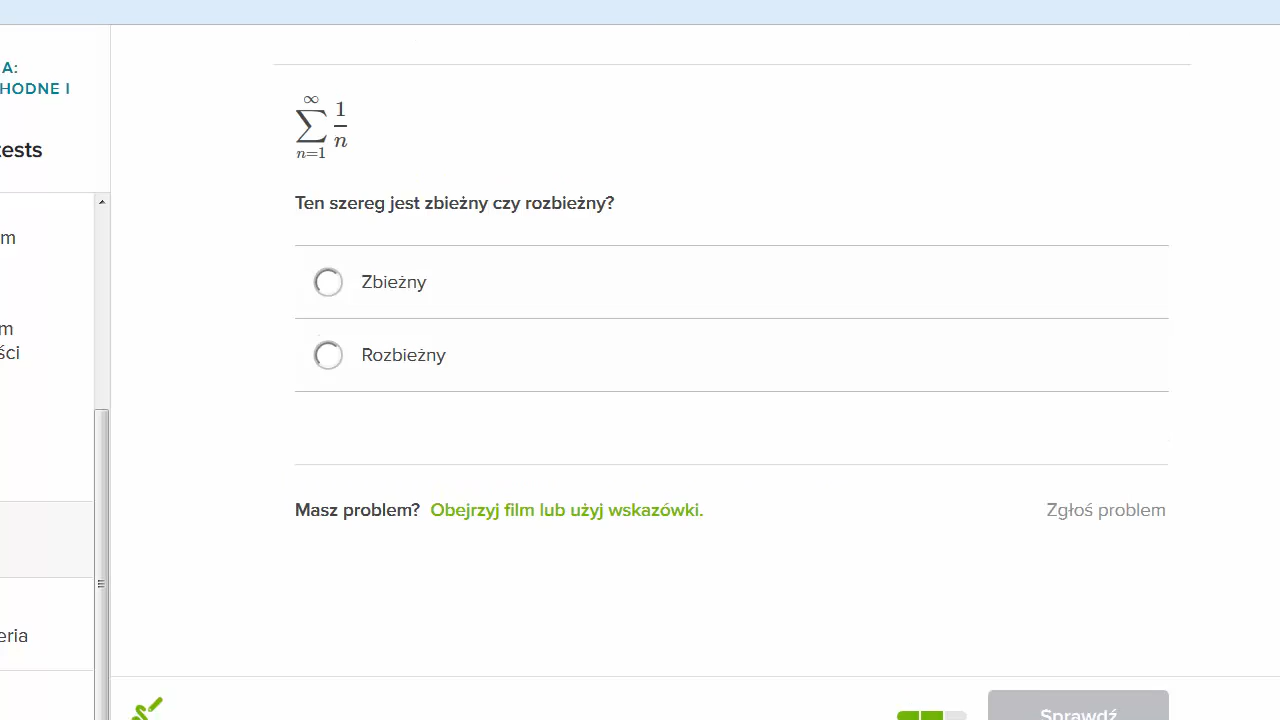 A:
HODNE I
tests
m
m
ści
eria
∞
∑ 1/n
n=1
Ten szereg jest zbieżny czy rozbieżny?
Zbieżny
Rozbieżny
Masz problem? Obejrzyj film lub użyj wskazówki.
Zgłoś problem
Sprawdź